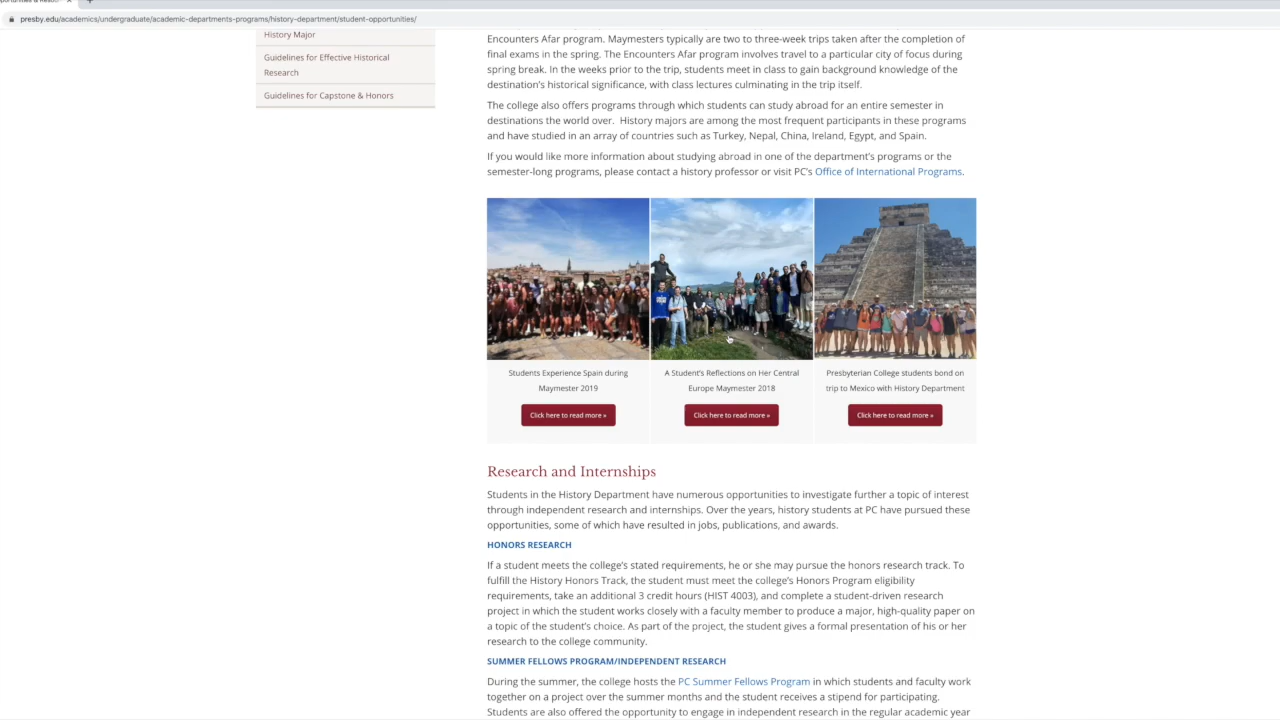 presby.edu/academics/undergraduate/academic-departments-programs/history-department/student-opportunities/
History Major
Guidelines for Effective Historical
Research
Guidelines for Capstone & Honors
Encounters Afar program. Maymesters typically are two to three-week trips taken after the completion of
final exams in the spring. The Encounters Afar program involves travel to a particular city of focus during
spring break. In the weeks prior to the trip, students meet in class to gain background knowledge of the
destination's historical significance, with class lectures culminating in the trip itself.
The college also offers programs through which students can study abroad for an entire semester in
destinations the world over.  History majors are among the most frequent participants in these programs
and have studied in an array of countries such as Turkey, Nepal, China, Ireland, Egypt, and Spain.
If you would like more information about studying abroad in one of the department's programs or the
semester-long programs, please contact a history professor or visit PC's Office of International Programs.
Students Experience Spain during
Maymester 2019
Click here to read more »
A Student's Reflections on Her Central
Europe Maymester 2018
Click here to read more »
Presbyterian College students bond on
trip to Mexico with History Department
Click here to read more »
Research and Internships
Students in the History Department have numerous opportunities to investigate further a topic of interest
through independent research and internships. Over the years, history students at PC have pursued these
opportunities, some of which have resulted in jobs, publications, and awards.
HONORS RESEARCH
If a student meets the college's stated requirements, he or she may pursue the honors research track. To
fulfill the History Honors Track, the student must meet the college's Honors Program eligibility
requirements, take an additional 3 credit hours (HIST 4003), and complete a student-driven research
project in which the student works closely with a faculty member to produce a major, high-quality paper on
a topic of the student's choice. As part of the project, the student gives a formal presentation of his or her
research to the college community.
SUMMER FELLOWS PROGRAM/INDEPENDENT RESEARCH
During the summer, the college hosts the PC Summer Fellows Program in which students and faculty work
together on a project over the summer months and the student receives a stipend for participating.
Students are also offered the opportunity to engage in independent research in the regular academic year